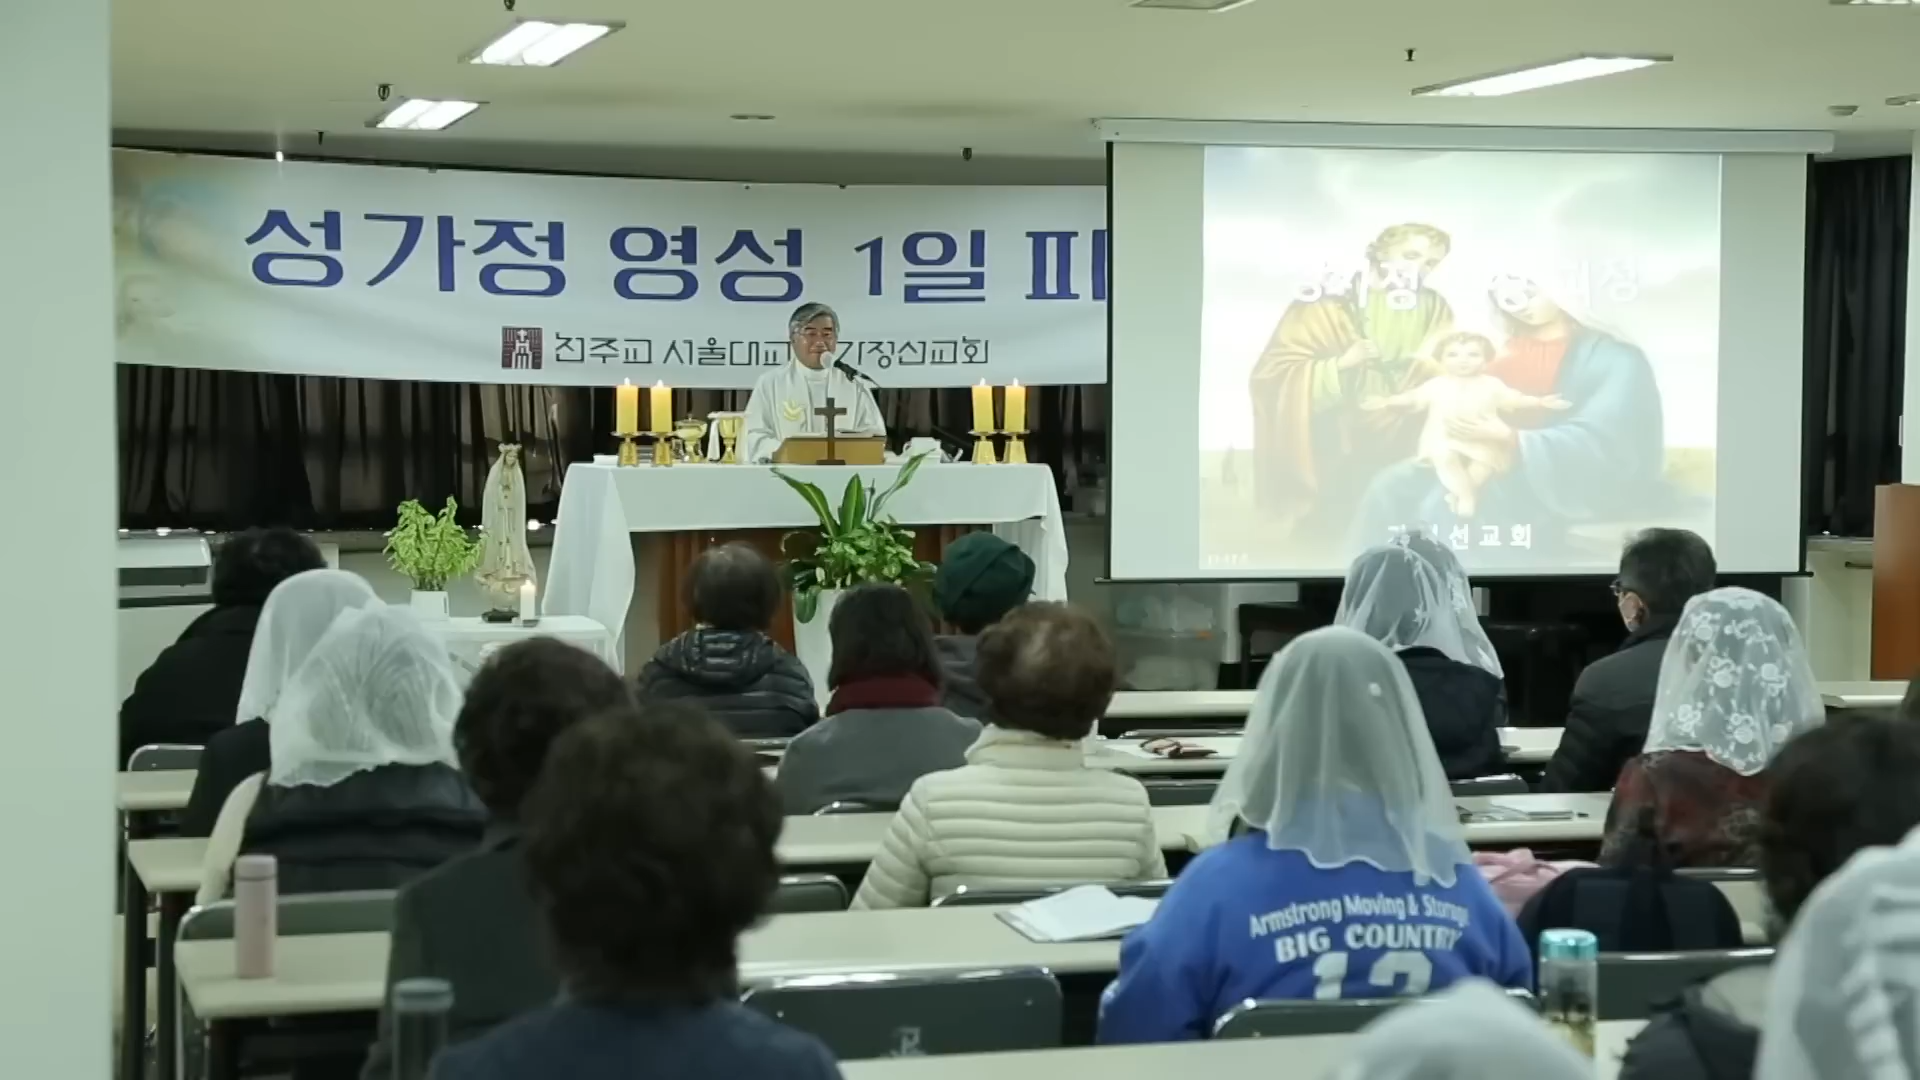 성가정 영성 1일 피
천주교 서울대교 가정선교회
선교회
Armstrong Moving & Storage
BIG COUNTRY
12